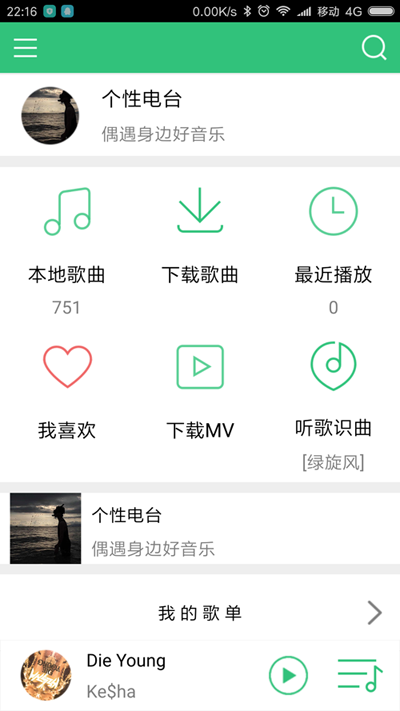 22:16 0.00K/s 移动 4G
个性电台
偶遇身边好音乐
本地歌曲 下载歌曲 最近播放
751 0
我喜欢 下载MV 听歌识曲
[绿旋风]
个性电台
偶遇身边好音乐
我的歌单
Die Young
Ke$ha